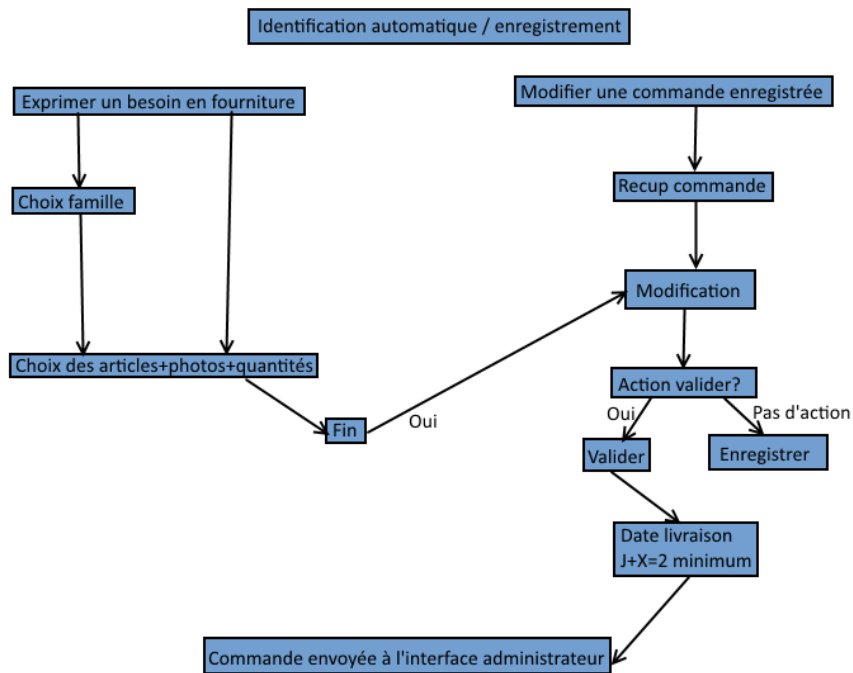 Identification automatique / enregistrement
Exprimer un besoin en fourniture
Modifier une commande enregistrée
Choix famille
Recup commande
Modification
Choix des articles+photos+quantités
Action valider?
Fin
Oui
Oui
Pas d'action
Valider
Enregistrer
Date livraison
J+X=2 minimum
Commande envoyée à l'interface administrateur